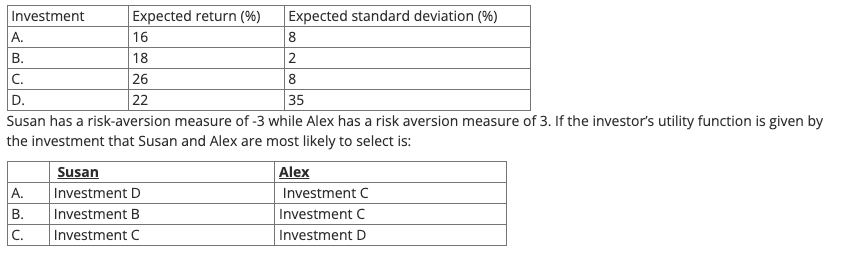 Investment Expected return (%) Expected standard deviation (%)
A. 16 8
B. 18 2
C. 26 8
D. 22 35
Susan has a risk-aversion measure of -3 while Alex has a risk aversion measure of 3. If the investor's utility function is given by
the investment that Susan and Alex are most likely to select is:
Susan Alex
A. Investment D Investment C
B. Investment B Investment C
C. Investment C Investment D